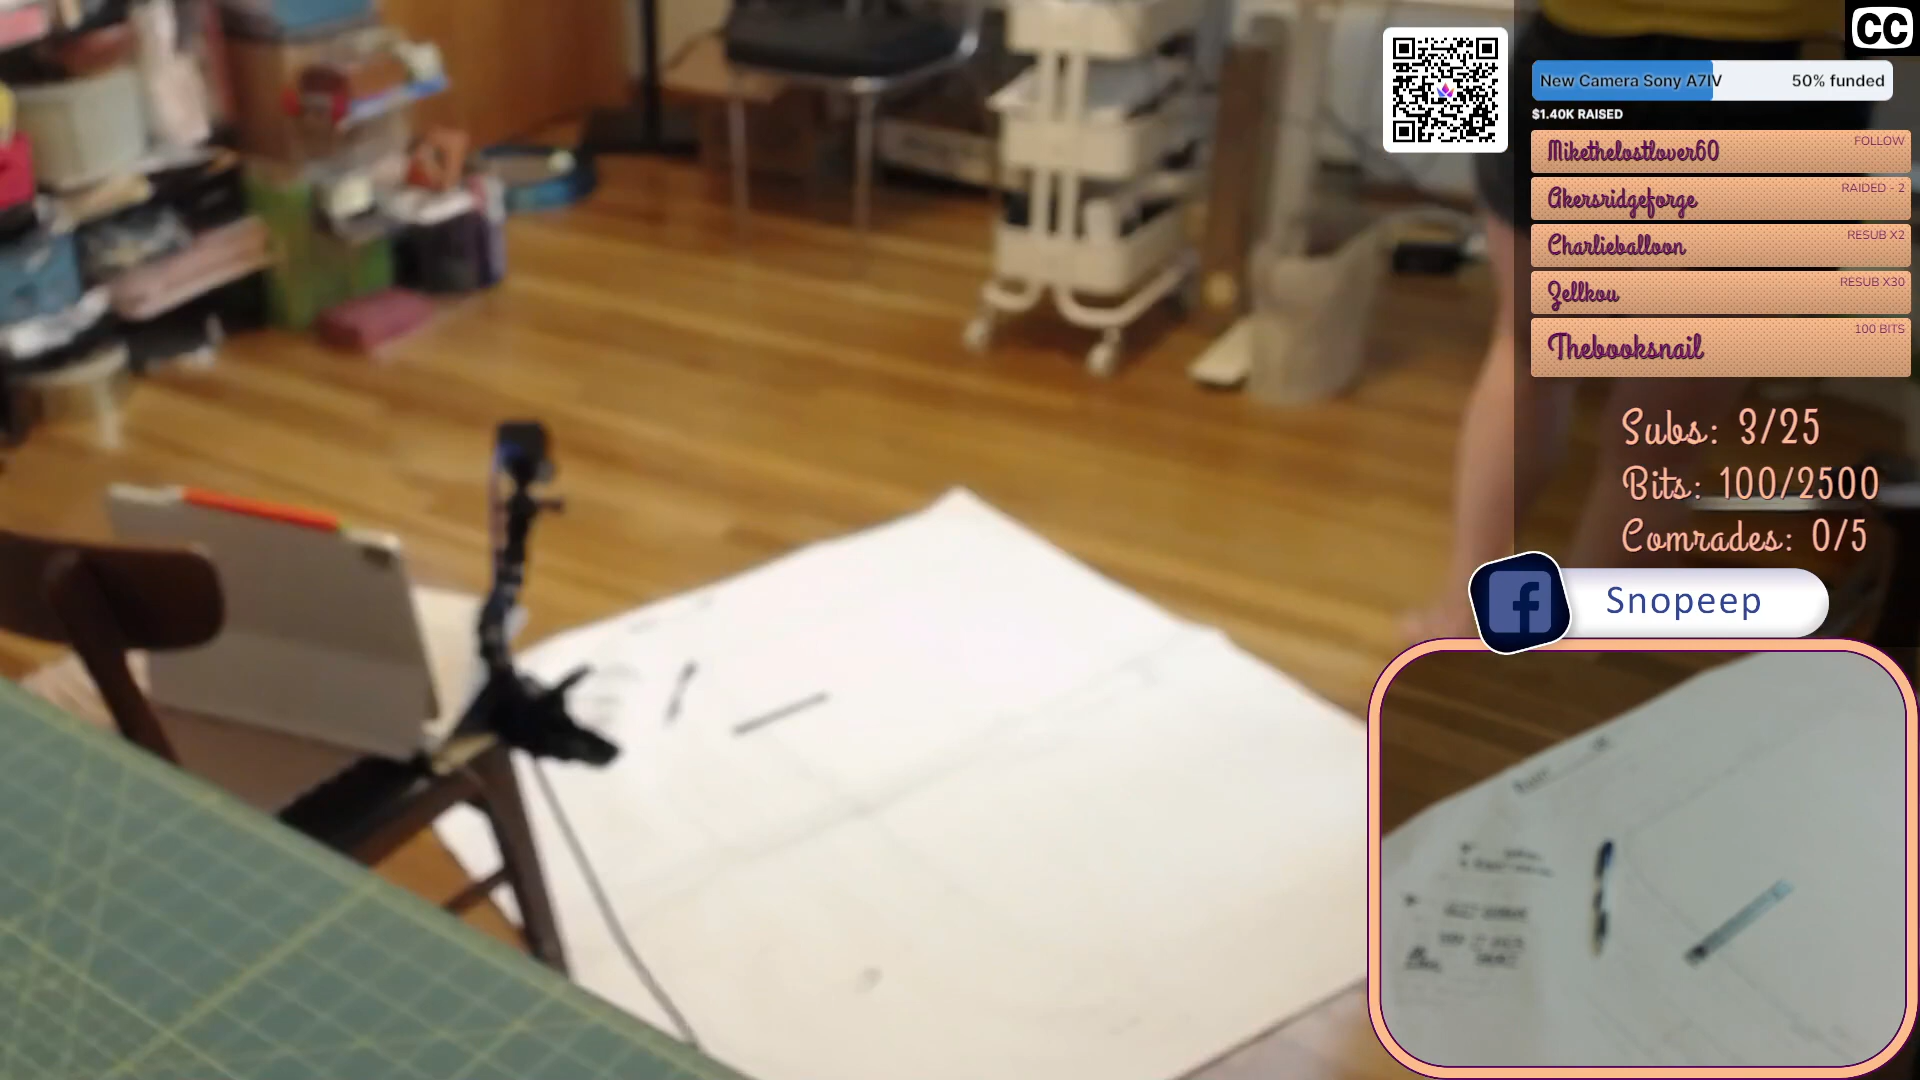 CC
New Camera Sony A7IV 50% funded
$1.40K RAISED
Mikethelostlover60 FOLLOW
Akersridgeforge RAIDED - 2
Charlieballoon RESUB X2
Zellkou RESUB X30
Thebooksnail 100 BITS
Subs: 3/25
Bits: 100/2500
Comrades: 0/5
Snopeep